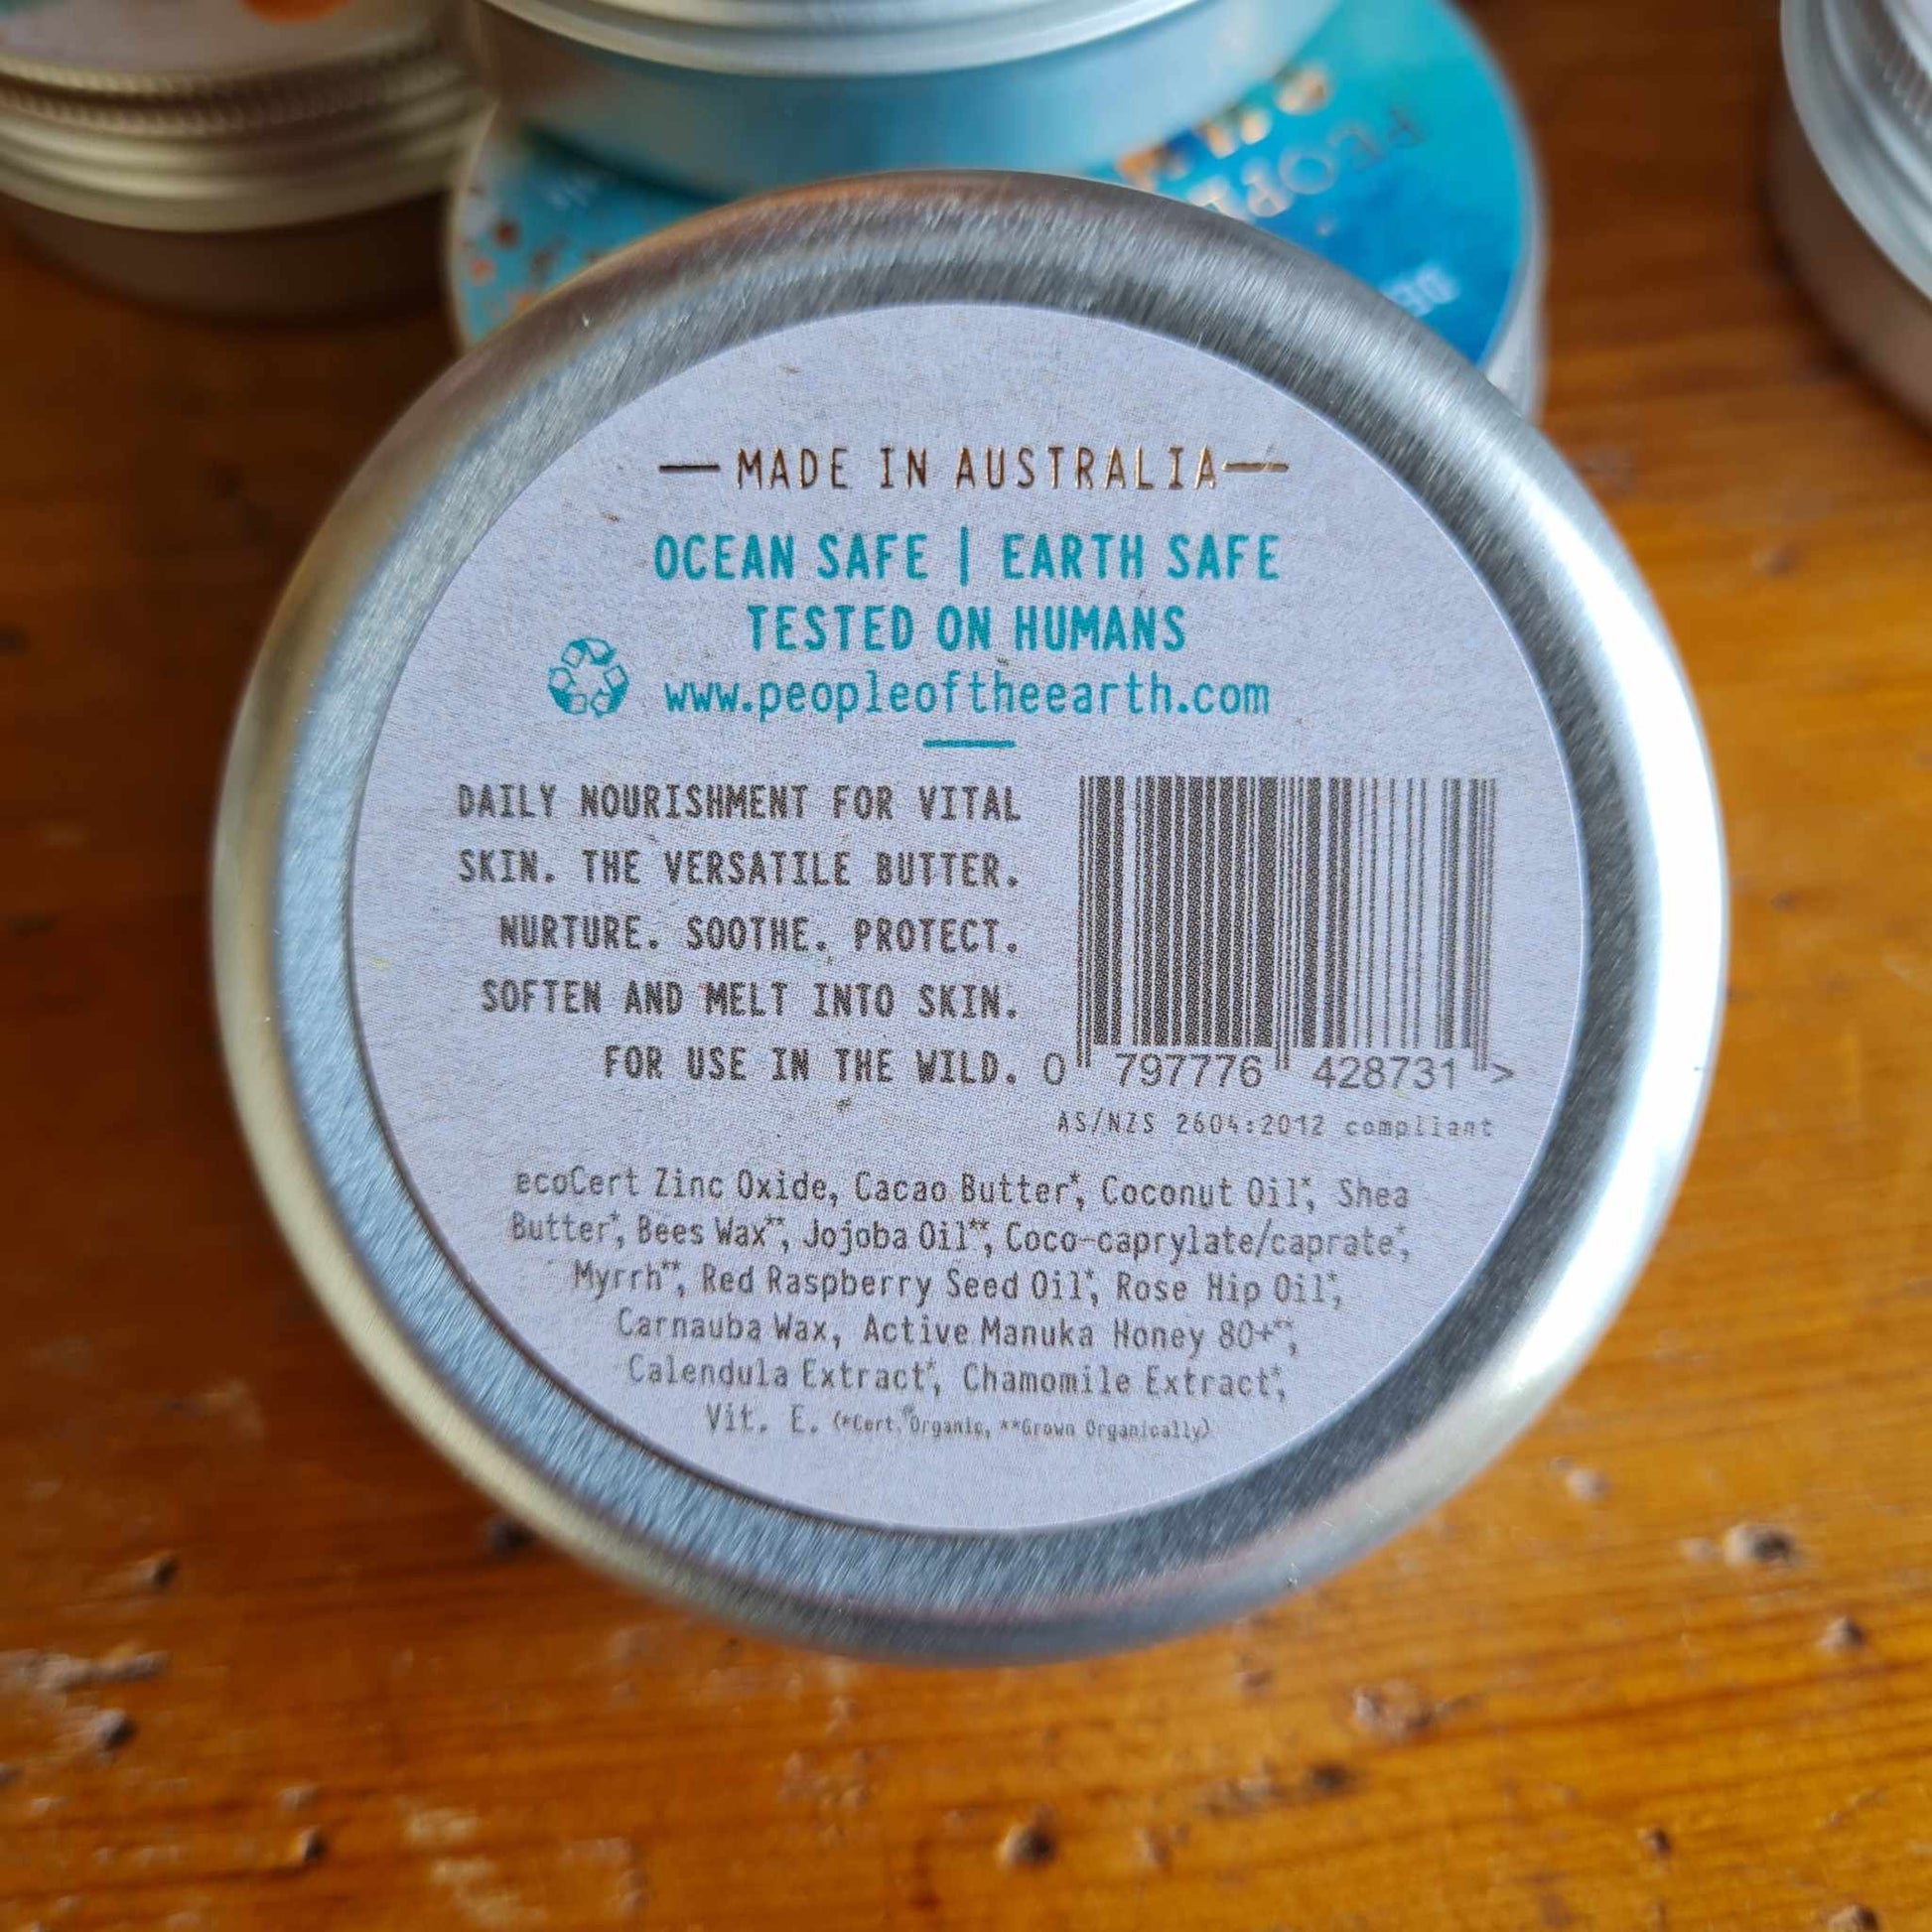 PEOPLE
—MADE IN AUSTRALIA—
OCEAN SAFE | EARTH SAFE
TESTED ON HUMANS
www.peopleoftheearth.com
DAILY NOURISHMENT FOR VITAL
SKIN. THE VERSATILE BUTTER.
NURTURE. SOOTHE. PROTECT.
SOFTEN AND MELT INTO SKIN.
FOR USE IN THE WILD.
0 797776 428731 >
AS/NZS 2604:2012 compliant
ecoCert Zinc Oxide, Cacao Butter*, Coconut Oil*, Shea
Butter*, Bees Wax**, Jojoba Oil**, Coco-caprylate/caprate*,
Myrrh**, Red Raspberry Seed Oil*, Rose Hip Oil*,
Carnauba Wax, Active Manuka Honey 80+**,
Calendula Extract*, Chamomile Extract*,
Vit. E. (*Cert. Organic, **Grown Organically)